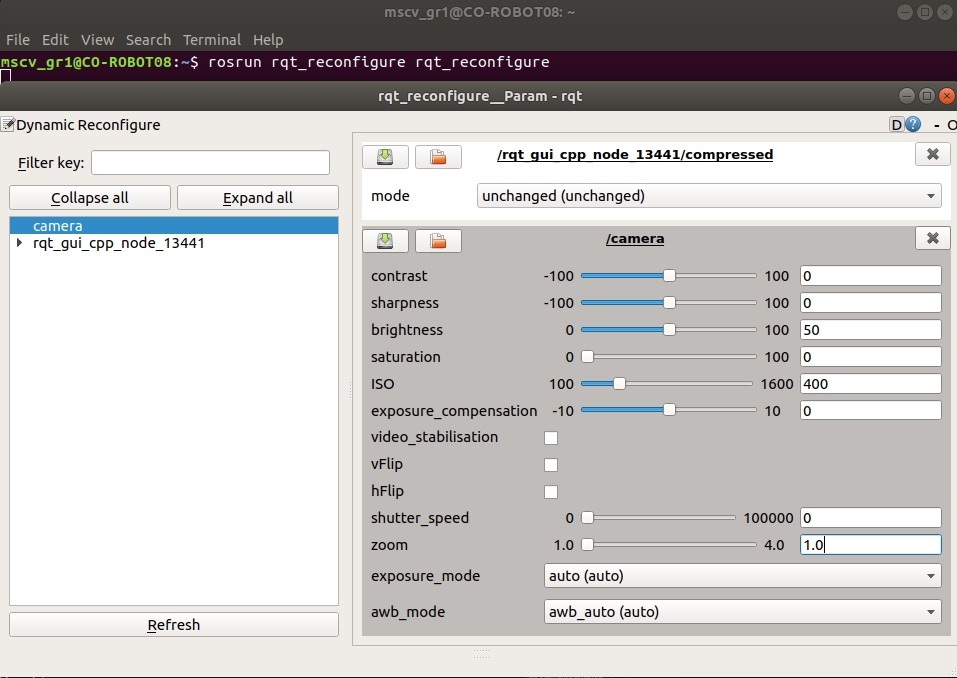 mscv_gr1@CO-ROBOT08: ~
File Edit View Search Terminal Help
mscv_gr1@CO-ROBOT08:~$ rosrun rqt_reconfigure rqt_reconfigure
rqt_reconfigure__Param - rqt
Dynamic Reconfigure D ? - O
Filter key:
Collapse all Expand all
camera
rqt_gui_cpp_node_13441
Refresh
/rqt_gui_cpp_node_13441/compressed
mode unchanged (unchanged)
/camera
contrast -100 100 0
sharpness -100 100 0
brightness 0 100 50
saturation 0 100 0
ISO 100 1600 400
exposure_compensation -10 10 0
video_stabilisation
vFlip
hFlip
shutter_speed 0 100000 0
zoom 1.0 4.0 1.0
exposure_mode auto (auto)
awb_mode awb_auto (auto)